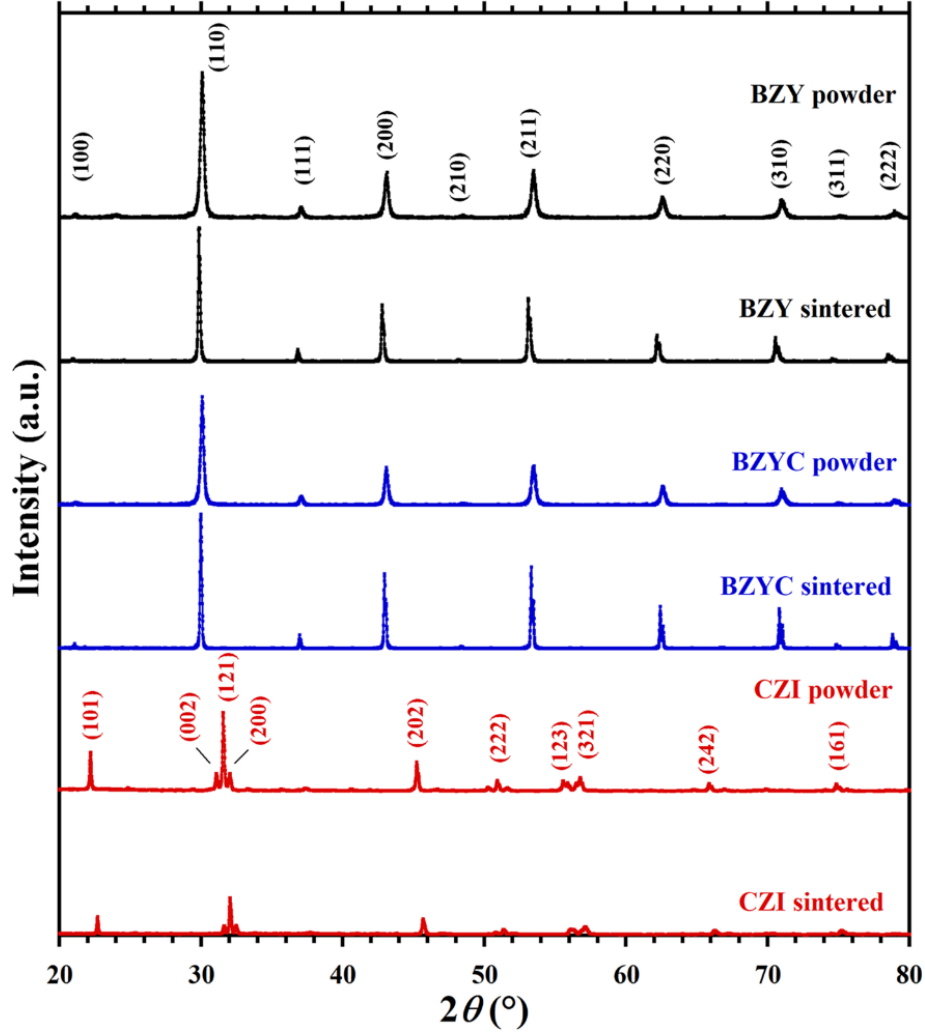 (110)
BZY powder
(100)
(111)
(200)
(210)
(211)
(220)
(310)
(311)
(222)
BZY sintered
BZYC powder
BZYC sintered
CZI powder
(101)
(002)
(121)
(200)
(202)
(222)
(123)
(321)
(242)
(161)
CZI sintered
Intensity (a.u.)
20 30 40 50 60 70 80
2θ (°)